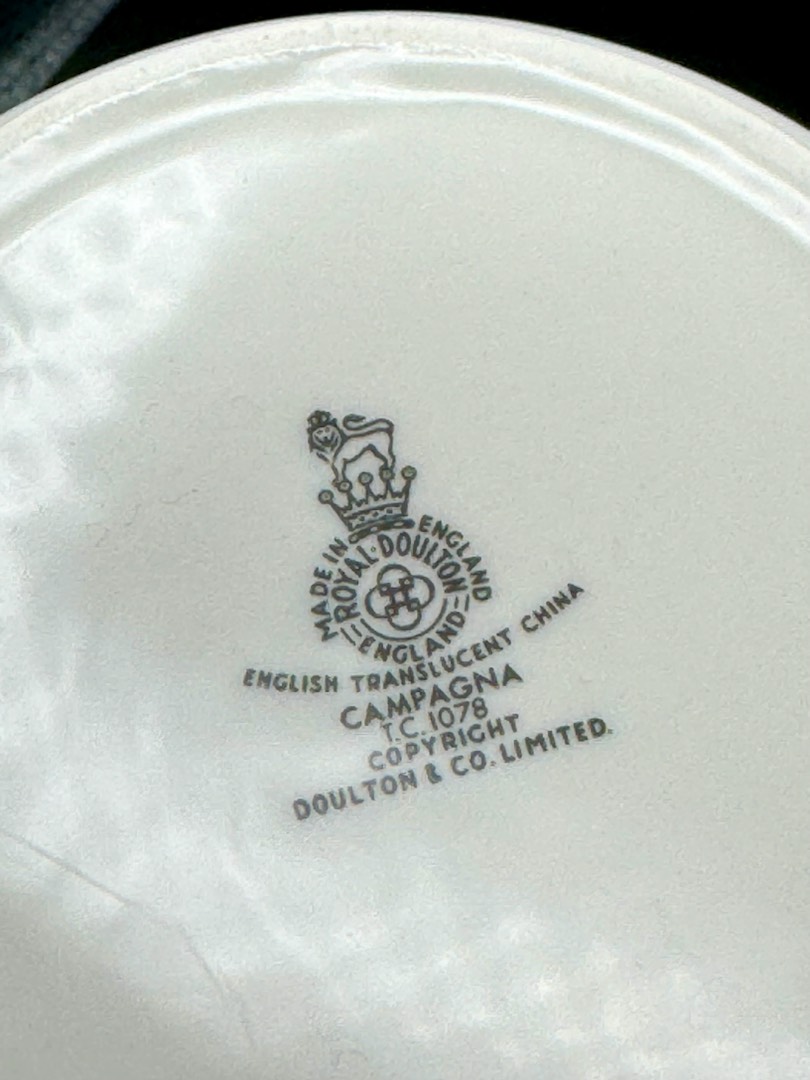 MADE IN ENGLAND
ROYAL·DOULTON
ENGLAND
ENGLISH TRANSLUCENT CHINA
CAMPAGNA
T.C.1078
COPYRIGHT
DOULTON & CO. LIMITED.